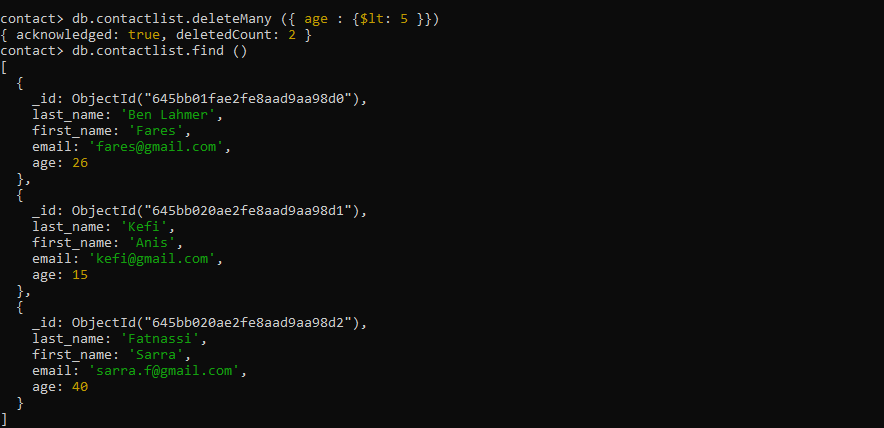 contact> db.contactlist.deleteMany ({ age : {$lt: 5 }})
{ acknowledged: true, deletedCount: 2 }
contact> db.contactlist.find ()
[
  {
    _id: ObjectId("645bb01fae2fe8aad9aa98d0"),
    last_name: 'Ben Lahmer',
    first_name: 'Fares',
    email: 'fares@gmail.com',
    age: 26
  },
  {
    _id: ObjectId("645bb020ae2fe8aad9aa98d1"),
    last_name: 'Kefi',
    first_name: 'Anis',
    email: 'kefi@gmail.com',
    age: 15
  },
  {
    _id: ObjectId("645bb020ae2fe8aad9aa98d2"),
    last_name: 'Fatnassi',
    first_name: 'Sarra',
    email: 'sarra.f@gmail.com',
    age: 40
  }
]